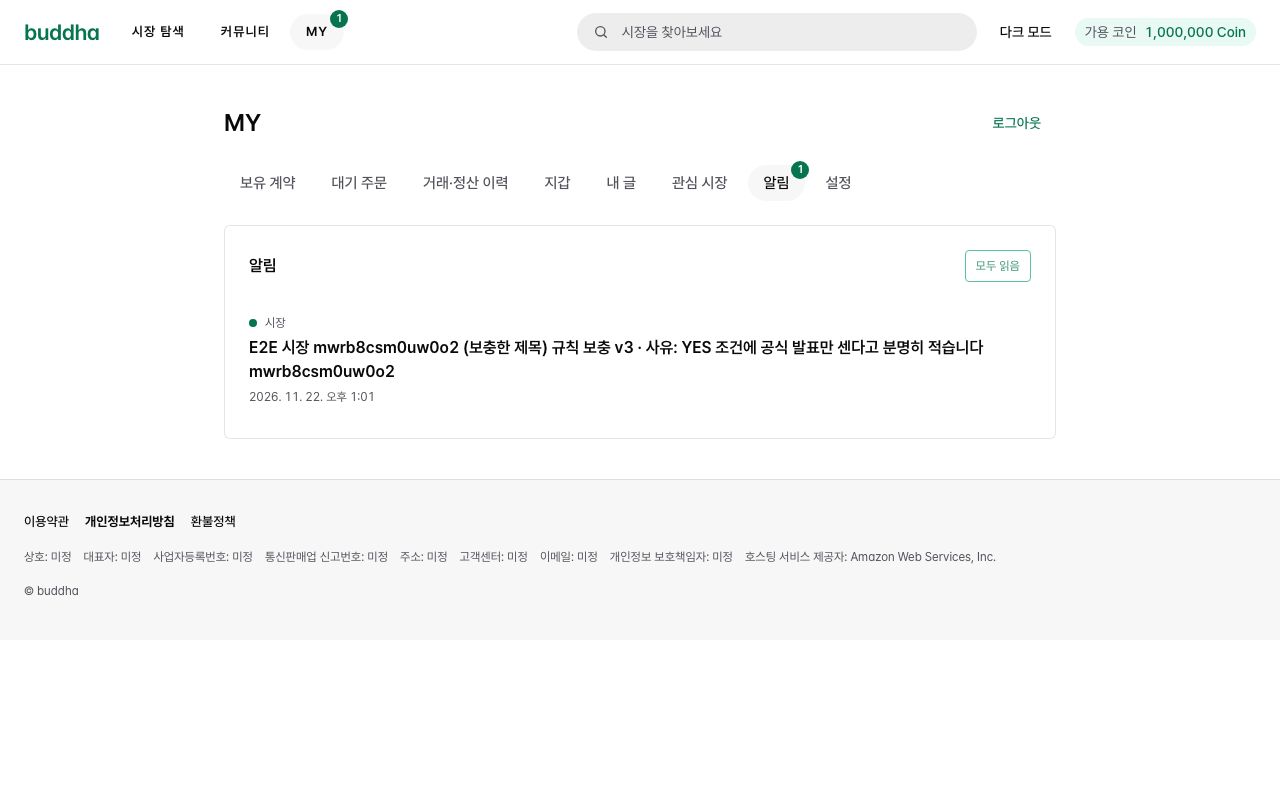 buddha 시장 탐색 커뮤니티 MY 1 시장을 찾아보세요 다크 모드 가용 코인 1,000,000 Coin
MY 로그아웃
보유 계약 대기 주문 거래·정산 이력 지갑 내 글 관심 시장 알림 1 설정
알림 모두 읽음
시장
E2E 시장 mwrb8csm0uw0o2 (보충한 제목) 규칙 보충 v3 · 사유: YES 조건에 공식 발표만 센다고 분명히 적습니다
mwrb8csm0uw0o2
2026. 11. 22. 오후 1:01
이용약관 개인정보처리방침 환불정책
상호: 미정 대표자: 미정 사업자등록번호: 미정 통신판매업 신고번호: 미정 주소: 미정 고객센터: 미정 이메일: 미정 개인정보 보호책임자: 미정 호스팅 서비스 제공자: Amazon Web Services, Inc.
© buddha